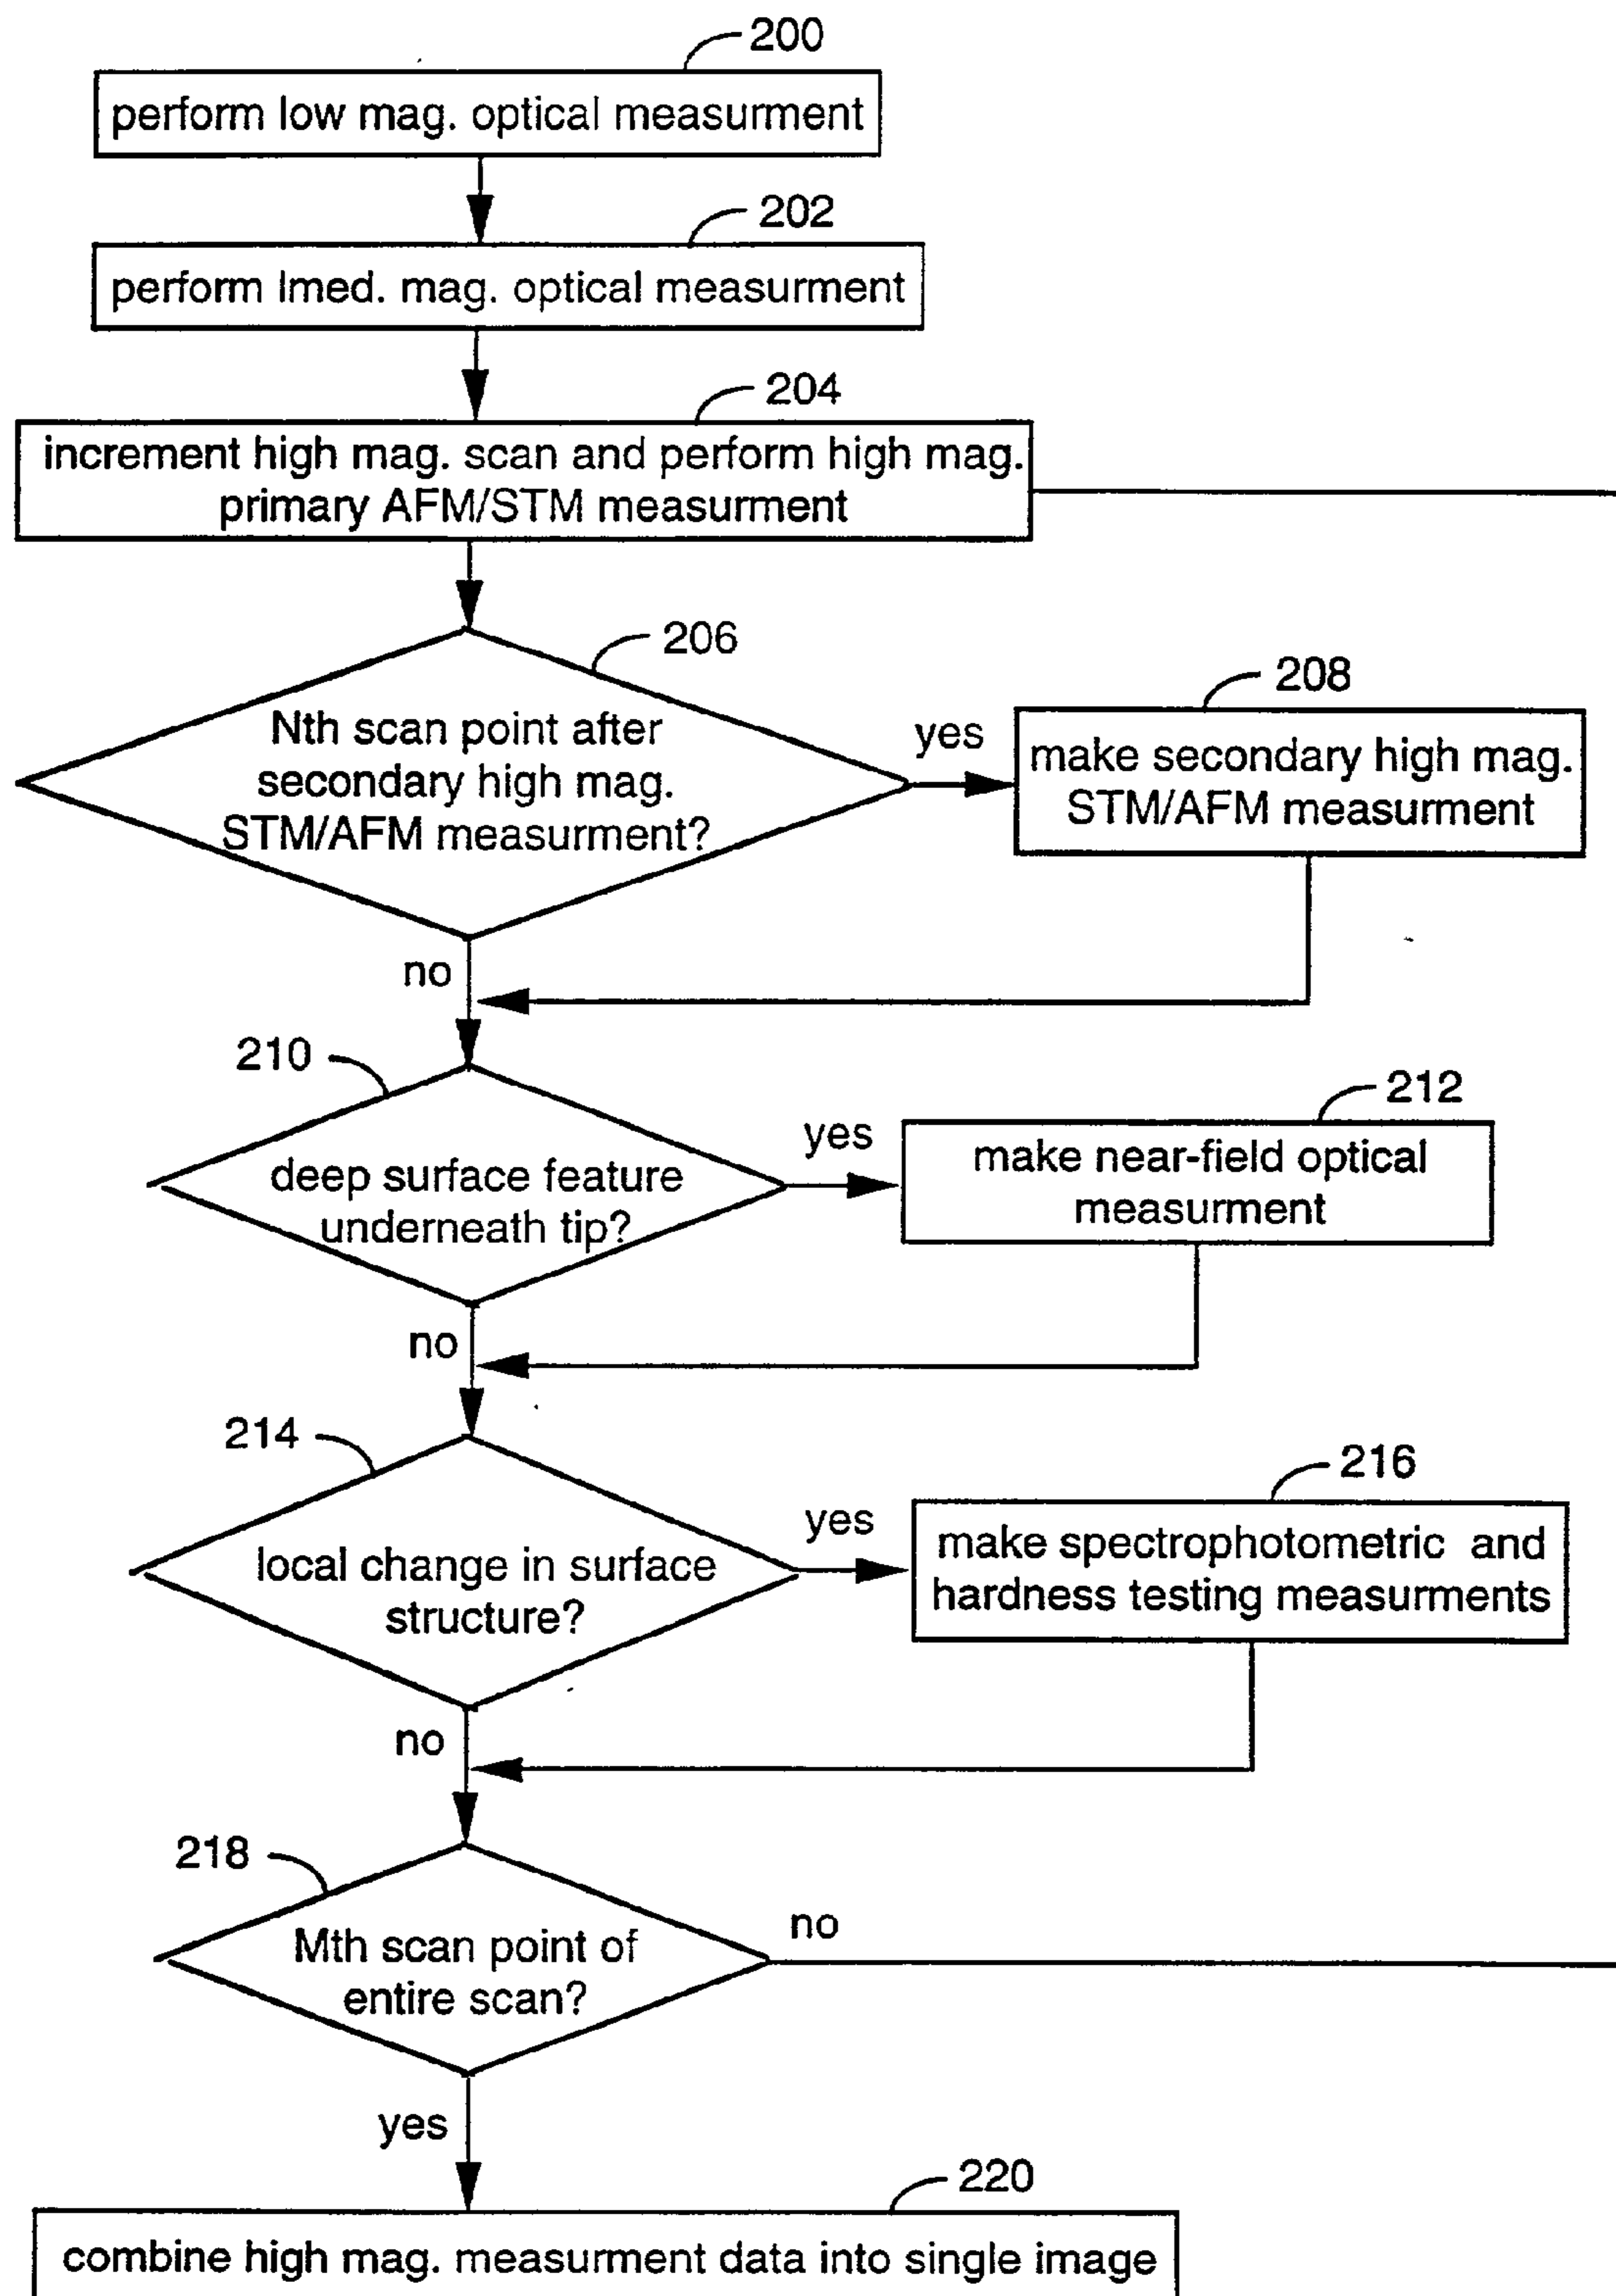 200
perform low mag. optical measurment
202
perform Imed. mag. optical measurment
204
increment high mag. scan and perform high mag.
primary AFM/STM measurment
206
Nth scan point after
secondary high mag.
STM/AFM measurment?
yes
208
make secondary high mag.
STM/AFM measurment
no
210
deep surface feature
underneath tip?
yes
212
make near-field optical
measurment
no
214
local change in surface
structure?
yes
216
make spectrophotometric and
hardness testing measurments
no
218
Mth scan point of
entire scan?
no
yes
220
combine high mag. measurment data into single image